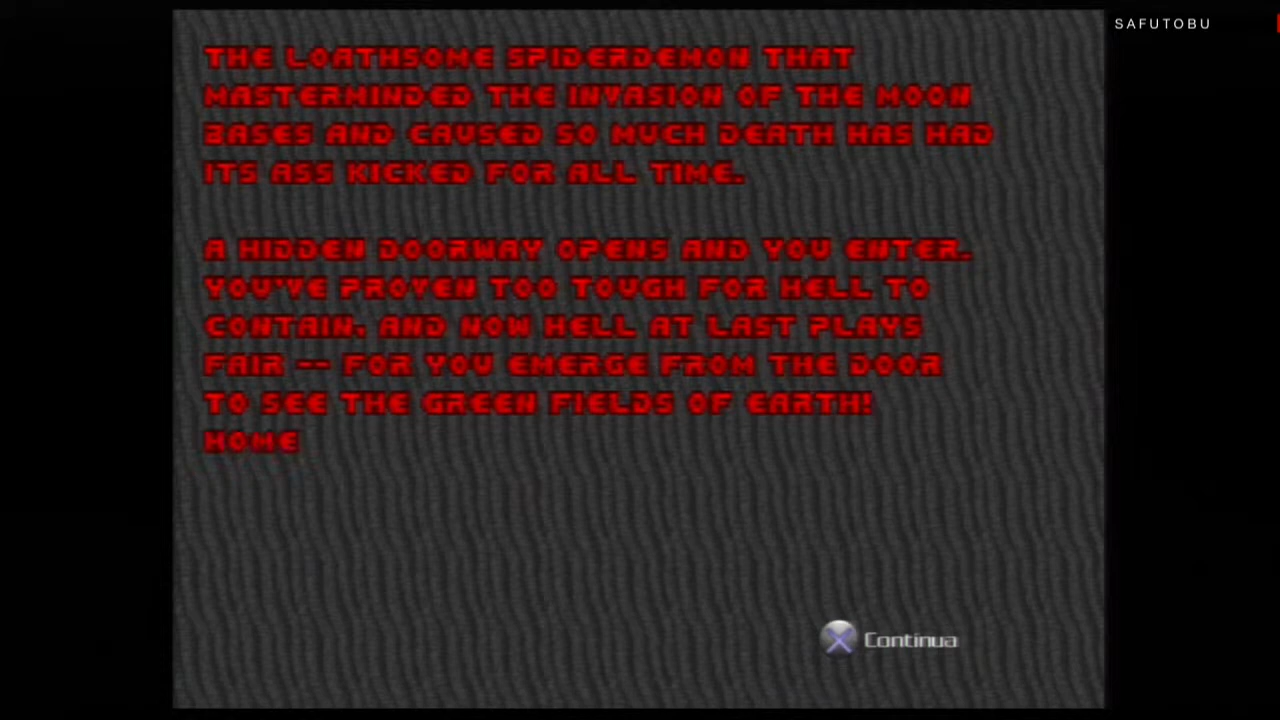 SAFUTOBU
THE LOATHSOME SPIDERDEMON THAT
MASTERMINDED THE INVASION OF THE MOON
BASES AND CAUSED SO MUCH DEATH HAS HAD
ITS ASS KICKED FOR ALL TIME.
A HIDDEN DOORWAY OPENS AND YOU ENTER.
YOU'VE PROVEN TOO TOUGH FOR HELL TO
CONTAIN, AND NOW HELL AT LAST PLAYS
FAIR -- FOR YOU EMERGE FROM THE DOOR
TO SEE THE GREEN FIELDS OF EARTH!
HOME
Continua